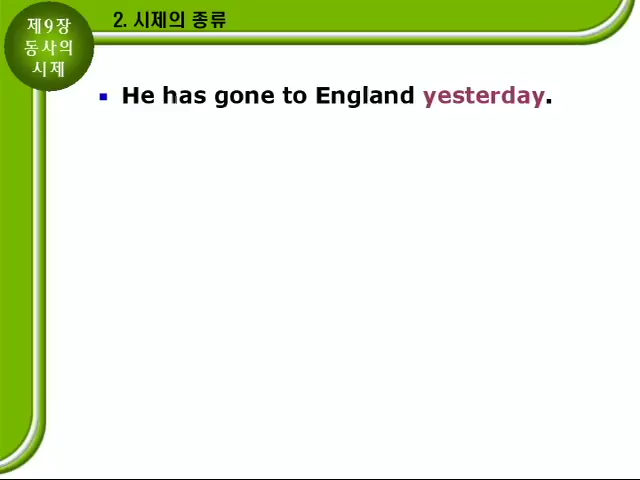 제9장
동사의
시제
2. 시제의 종류
▪ He has gone to England yesterday.